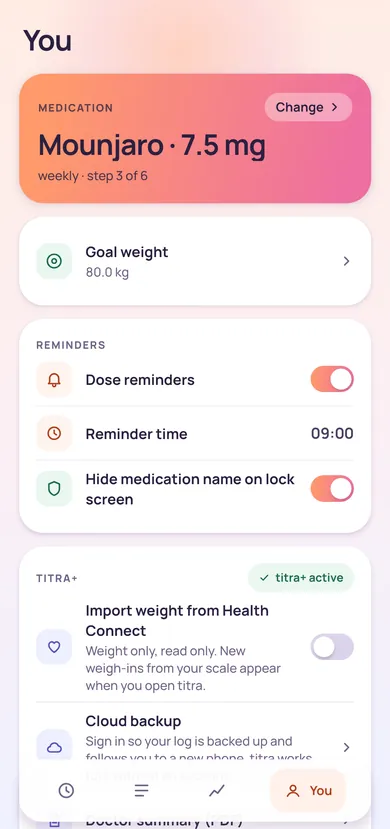 You
MEDICATION
Change
Mounjaro · 7.5 mg
weekly · step 3 of 6
Goal weight
80.0 kg
REMINDERS
Dose reminders
Reminder time
09:00
Hide medication name on lock
screen
TITRA+
titra+ active
Import weight from Health
Connect
Weight only, read only. New
weigh-ins from your scale appear
when you open titra.
Cloud backup
Sign in so your log is backed up and
follows you to a new phone. titra works
You
Doctor summary (PDF)